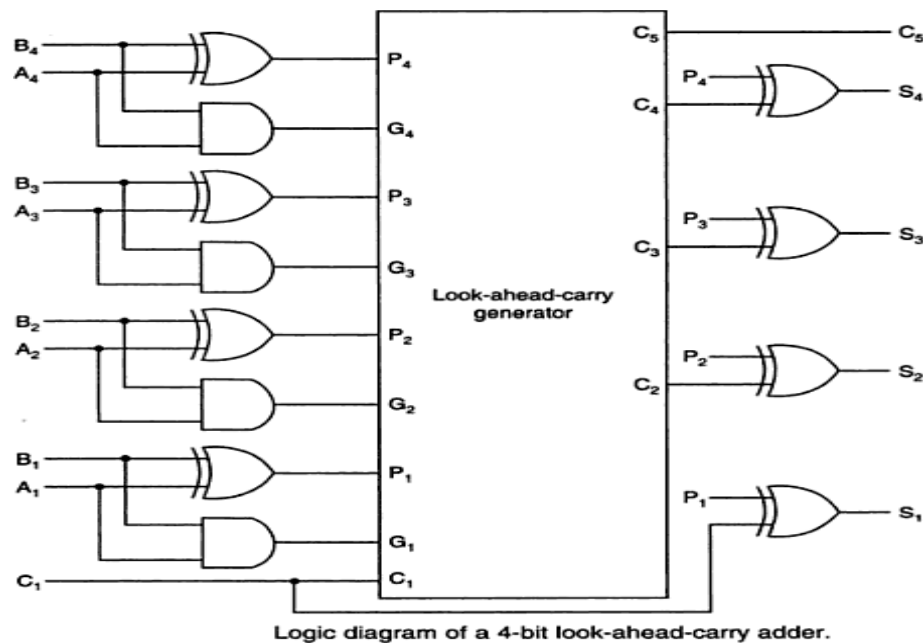 B₄
A₄
P₄
G₄
B₃
A₃
P₃
G₃
B₂
A₂
P₂
G₂
B₁
A₁
P₁
G₁
C₁
C₁
Look-ahead-carry
generator
C₅
C₄
C₃
C₂
C₅
P₄
S₄
P₃
S₃
P₂
S₂
P₁
S₁
Logic diagram of a 4-bit look-ahead-carry adder.